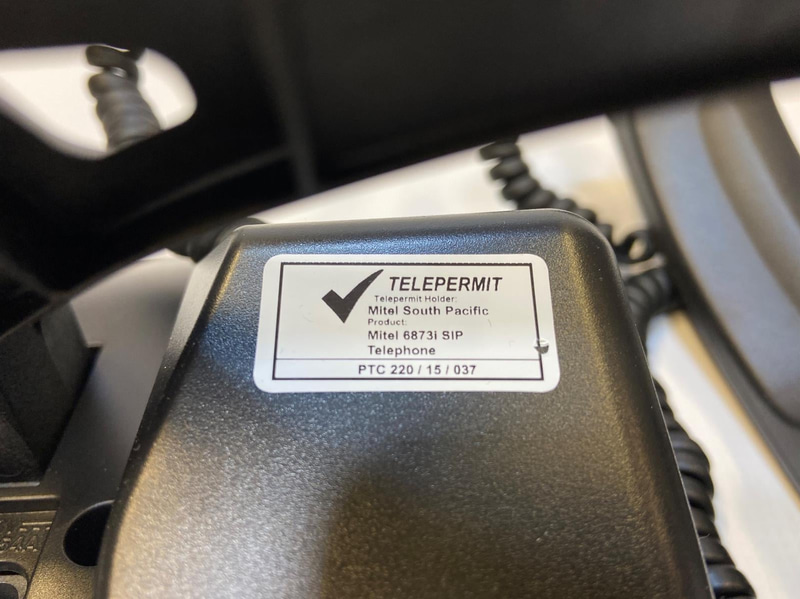 TELEPERMIT
Telepermit Holder:
Mitel South Pacific
Product:
Mitel 6873i SIP
Telephone
PTC 220 / 15 / 037